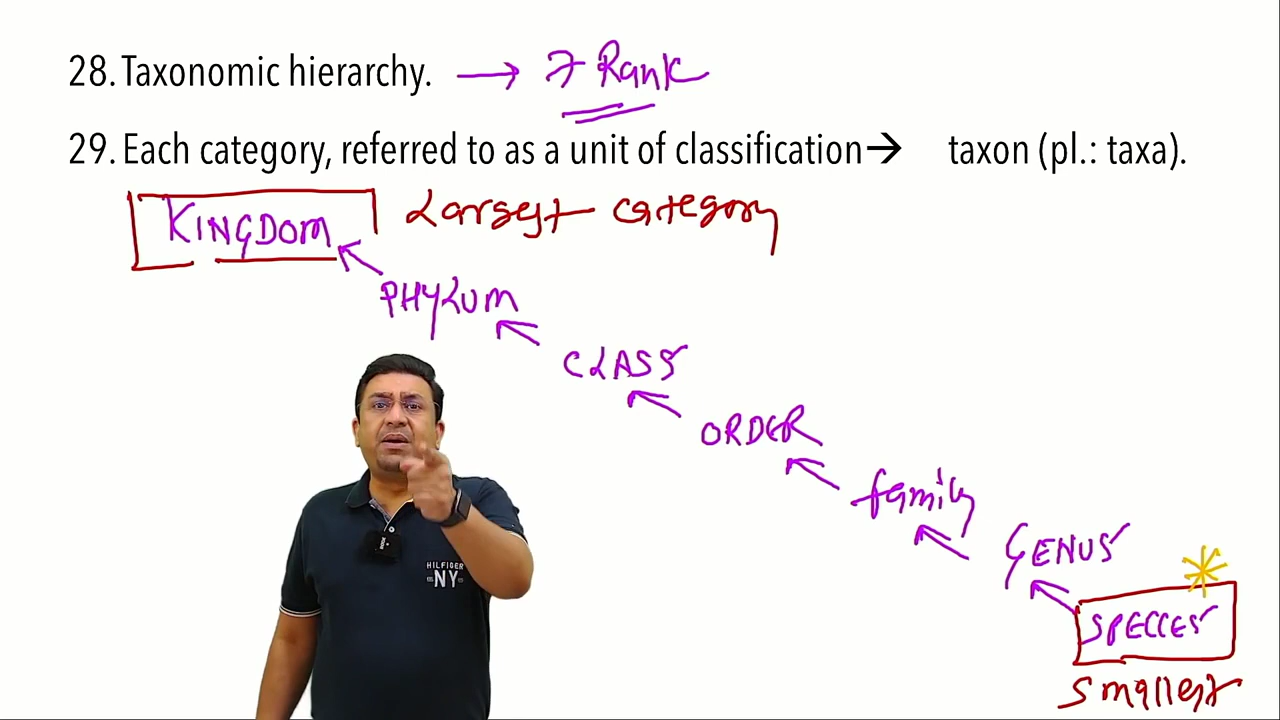 28. Taxonomic hierarchy. → 7 Rank
29. Each category, referred to as a unit of classification→ taxon (pl.: taxa).
KINGDOM Largest category
PHYLUM
CLASS
ORDER
family
GENUS
SPECIES
Smallest
HILFIGER
NY